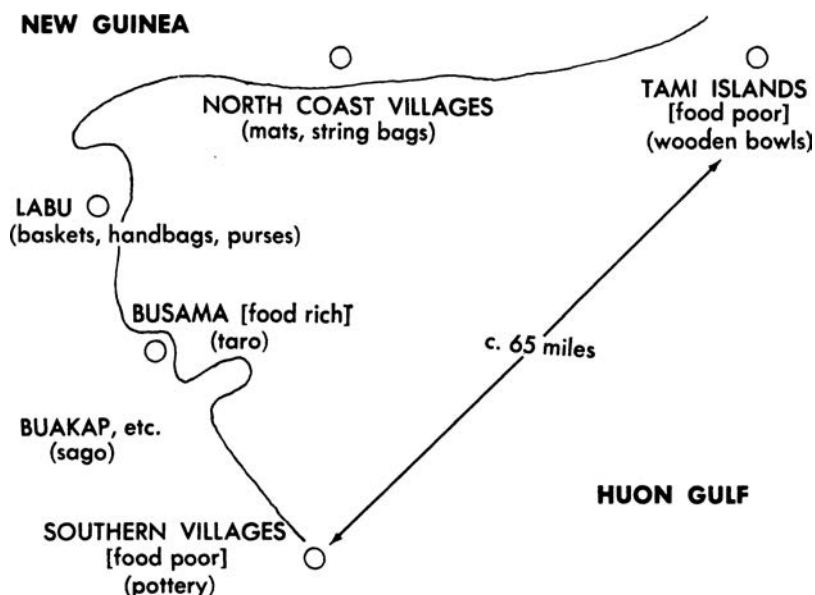 NEW GUINEA
NORTH COAST VILLAGES
(mats, string bags)
TAMI ISLANDS
[food poor]
(wooden bowls)
LABU
(baskets, handbags, purses)
BUSAMA [food rich]
(taro)
c. 65 miles
BUAKAP, etc.
(sago)
HUON GULF
SOUTHERN VILLAGES
[food poor]
(pottery)